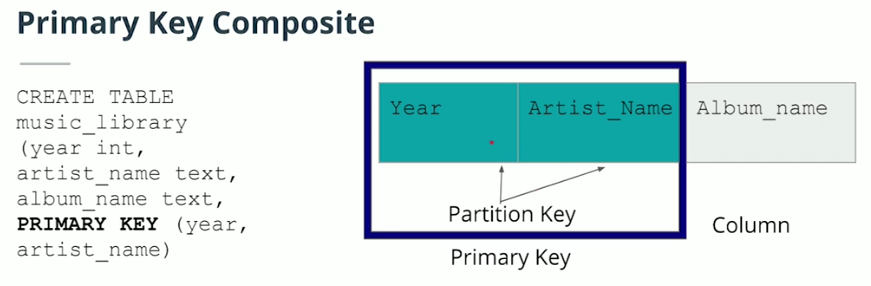 Primary Key Composite
CREATE TABLE
music_library
(year int,
artist_name text,
album_name text,
PRIMARY KEY (year,
artist_name)
Year
Artist_Name
Album_name
Partition Key
Column
Primary Key